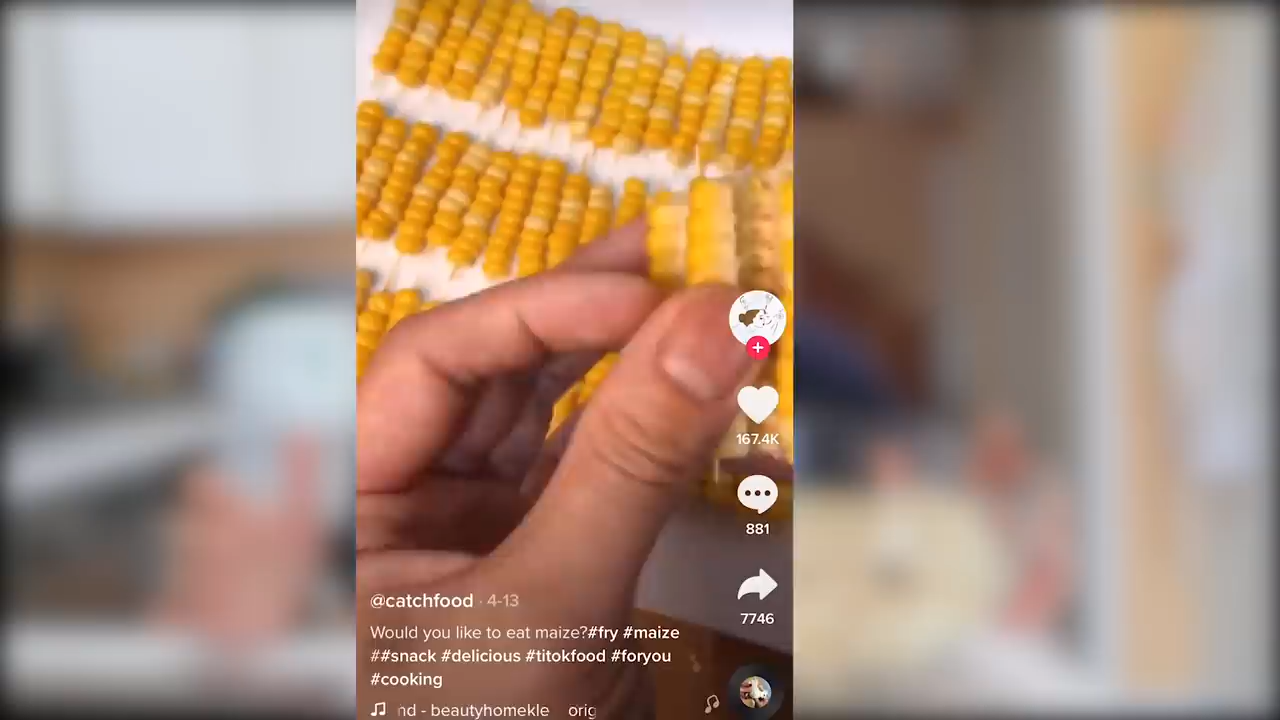 167.4K
881
7746
@catchfood · 4-13
Would you like to eat maize?#fry #maize
##snack #delicious #titokfood #foryou
#cooking
nd - beautyhomekle orig